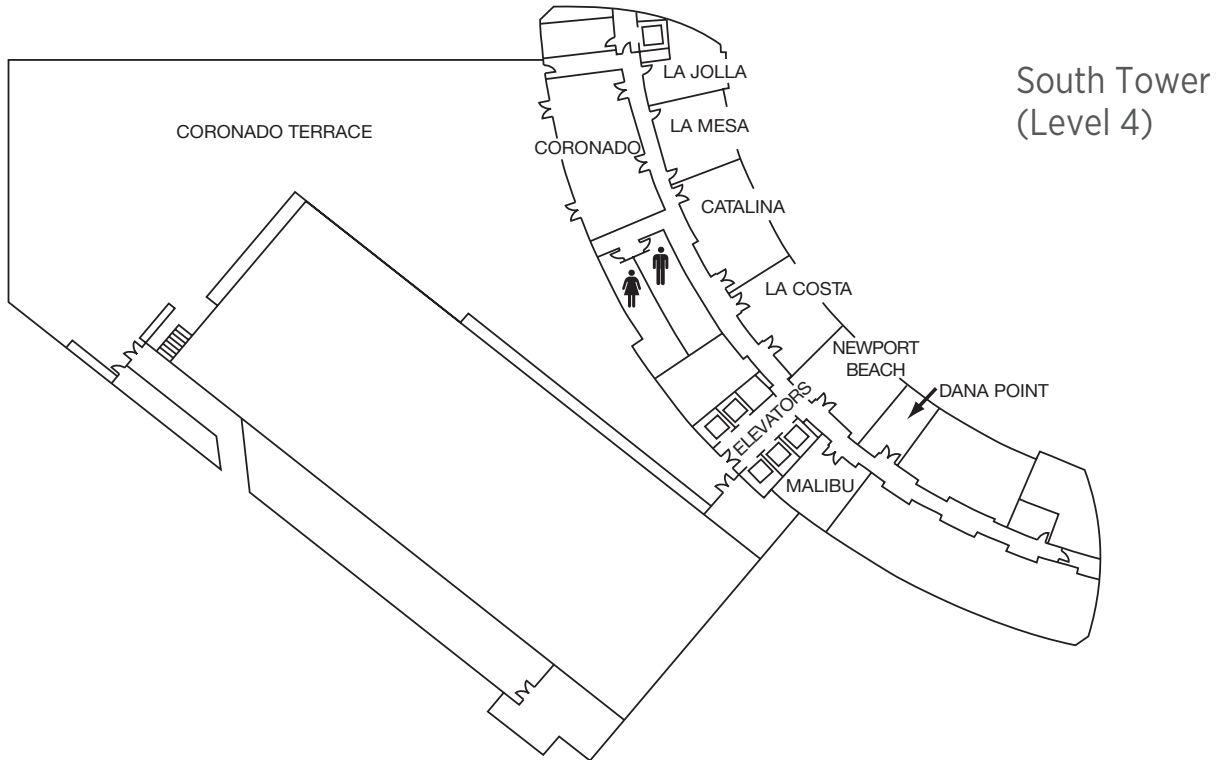 South Tower
(Level 4)
LA JOLLA
CORONADO TERRACE
LA MESA
CORONADO
CATALINA
LA COSTA
NEWPORT
BEACH
DANA POINT
ELEVATORS
MALIBU